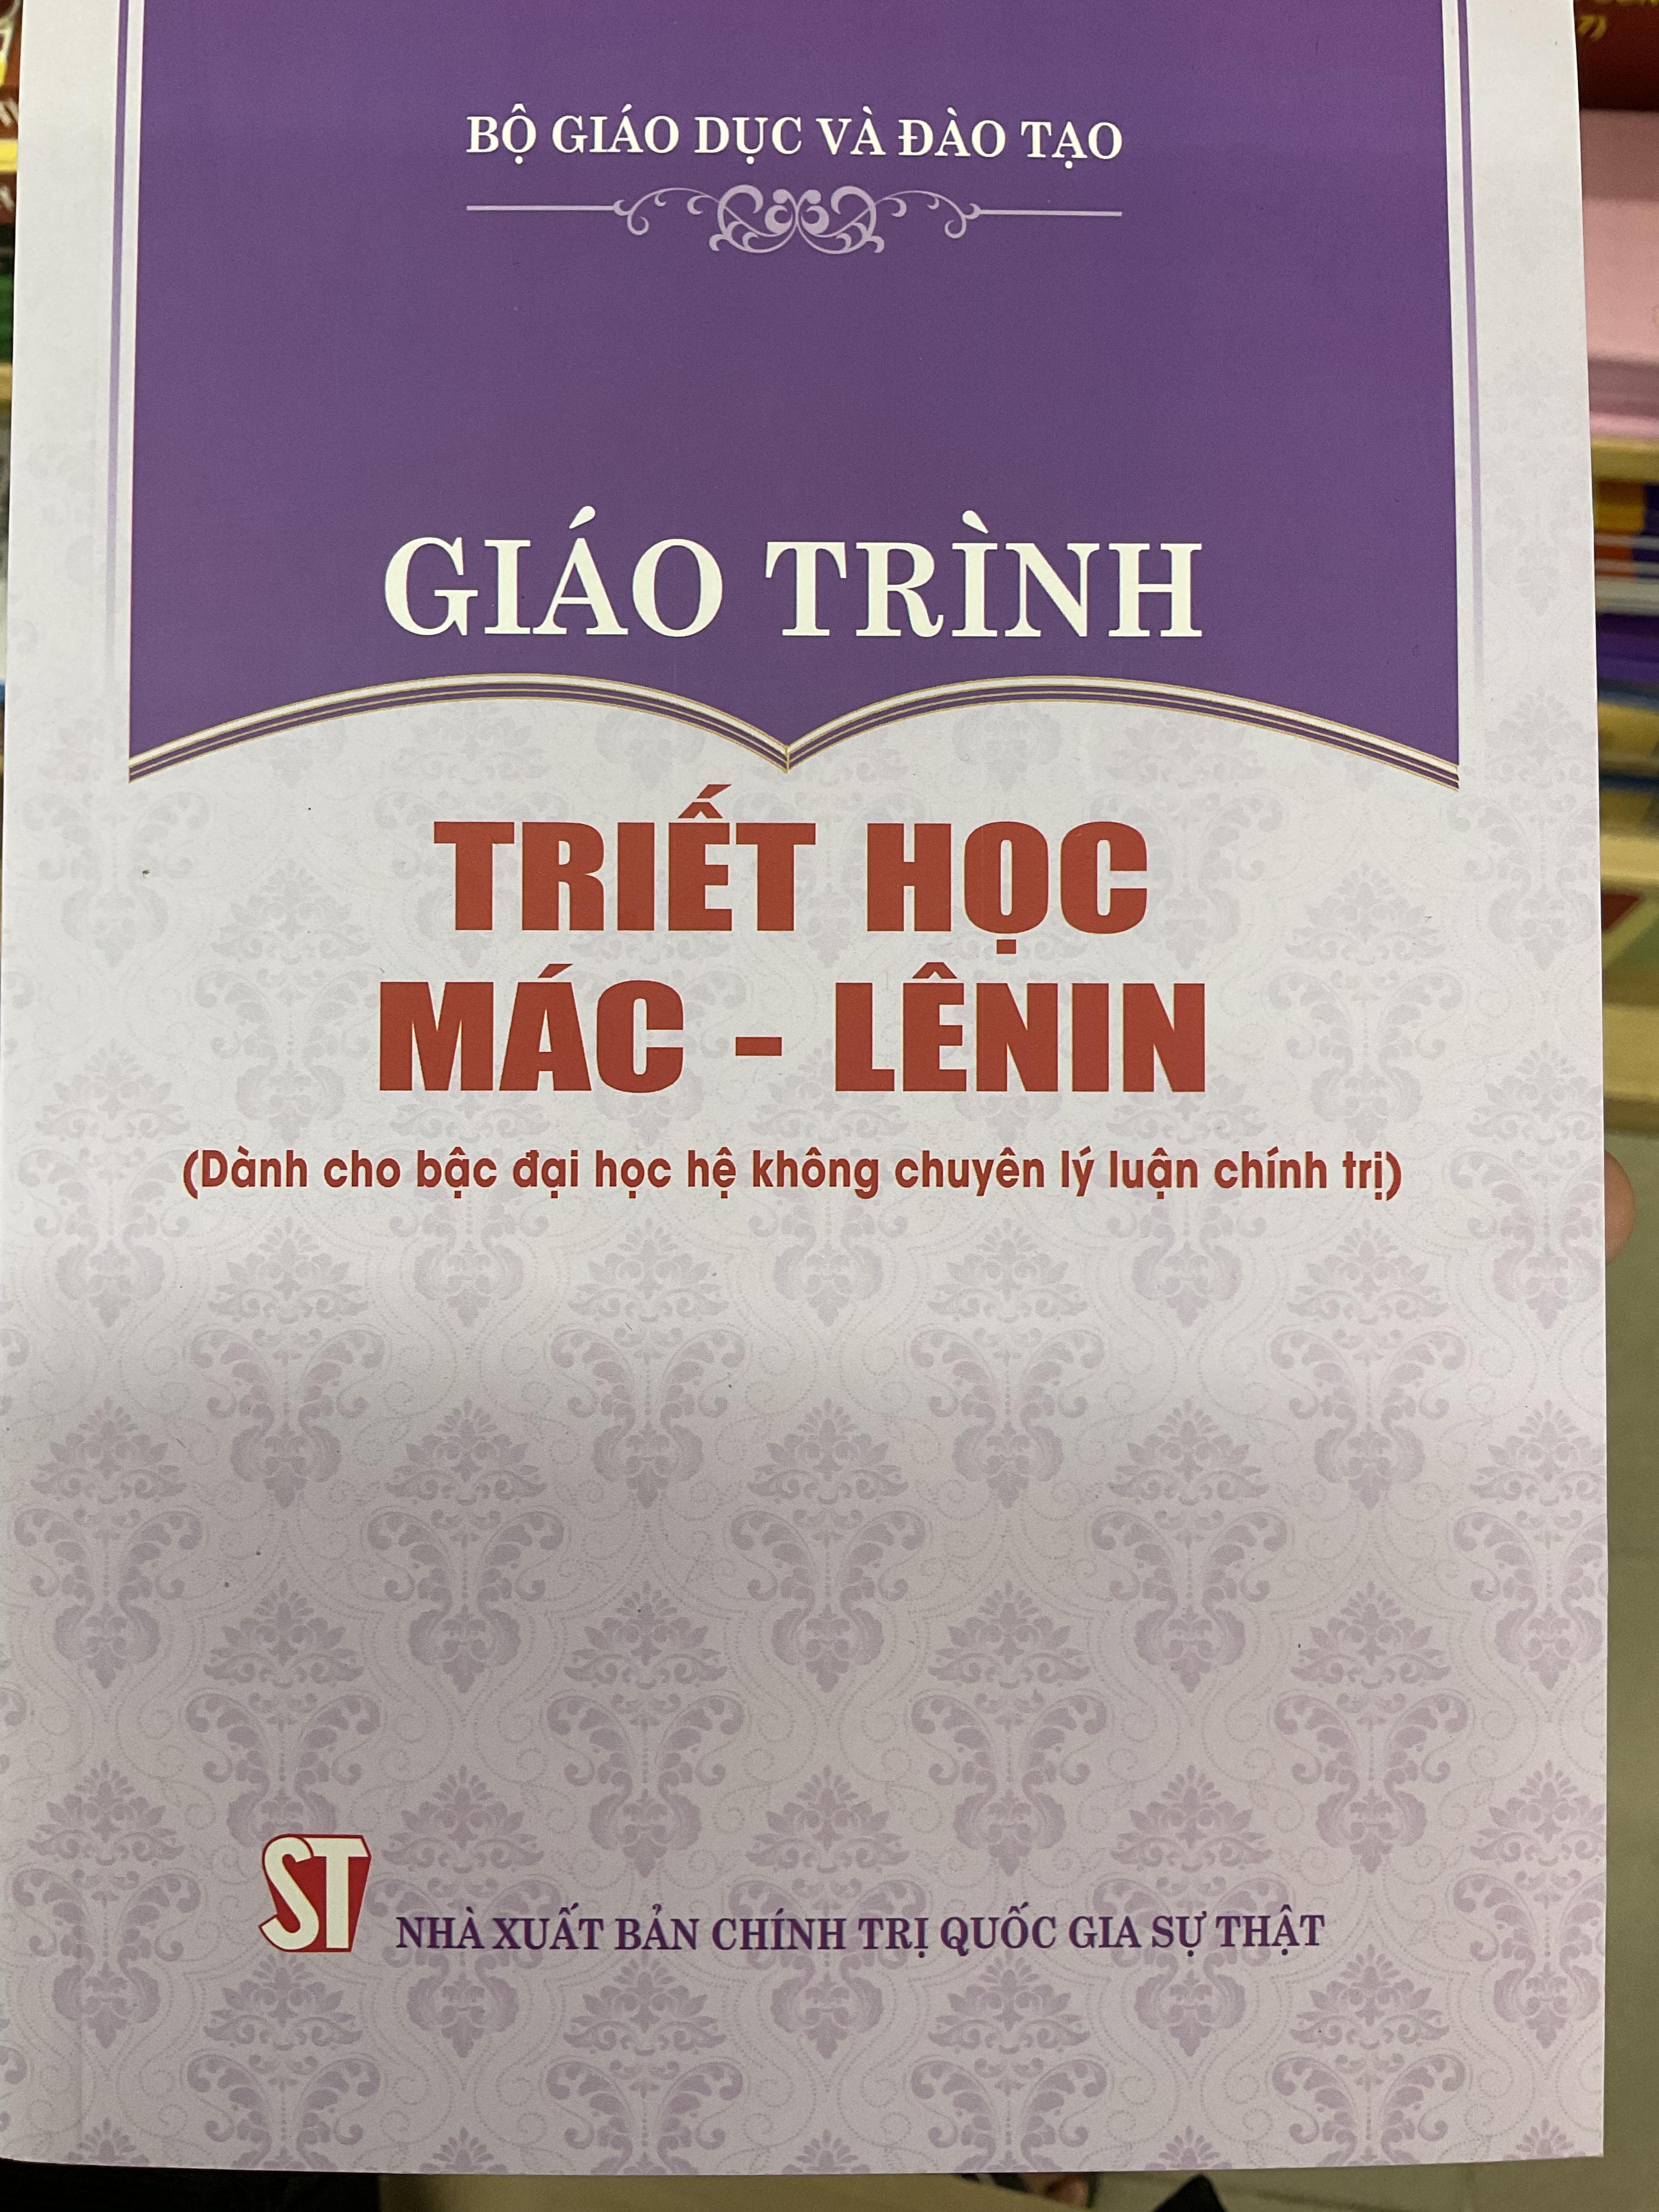 BỘ GIÁO DỤC VÀ ĐÀO TẠO
GIÁO TRÌNH
TRIẾT HỌC
MÁC - LÊNIN
(Dành cho bậc đại học hệ không chuyên lý luận chính trị)
ST
NHÀ XUẤT BẢN CHÍNH TRỊ QUỐC GIA SỰ THẬT